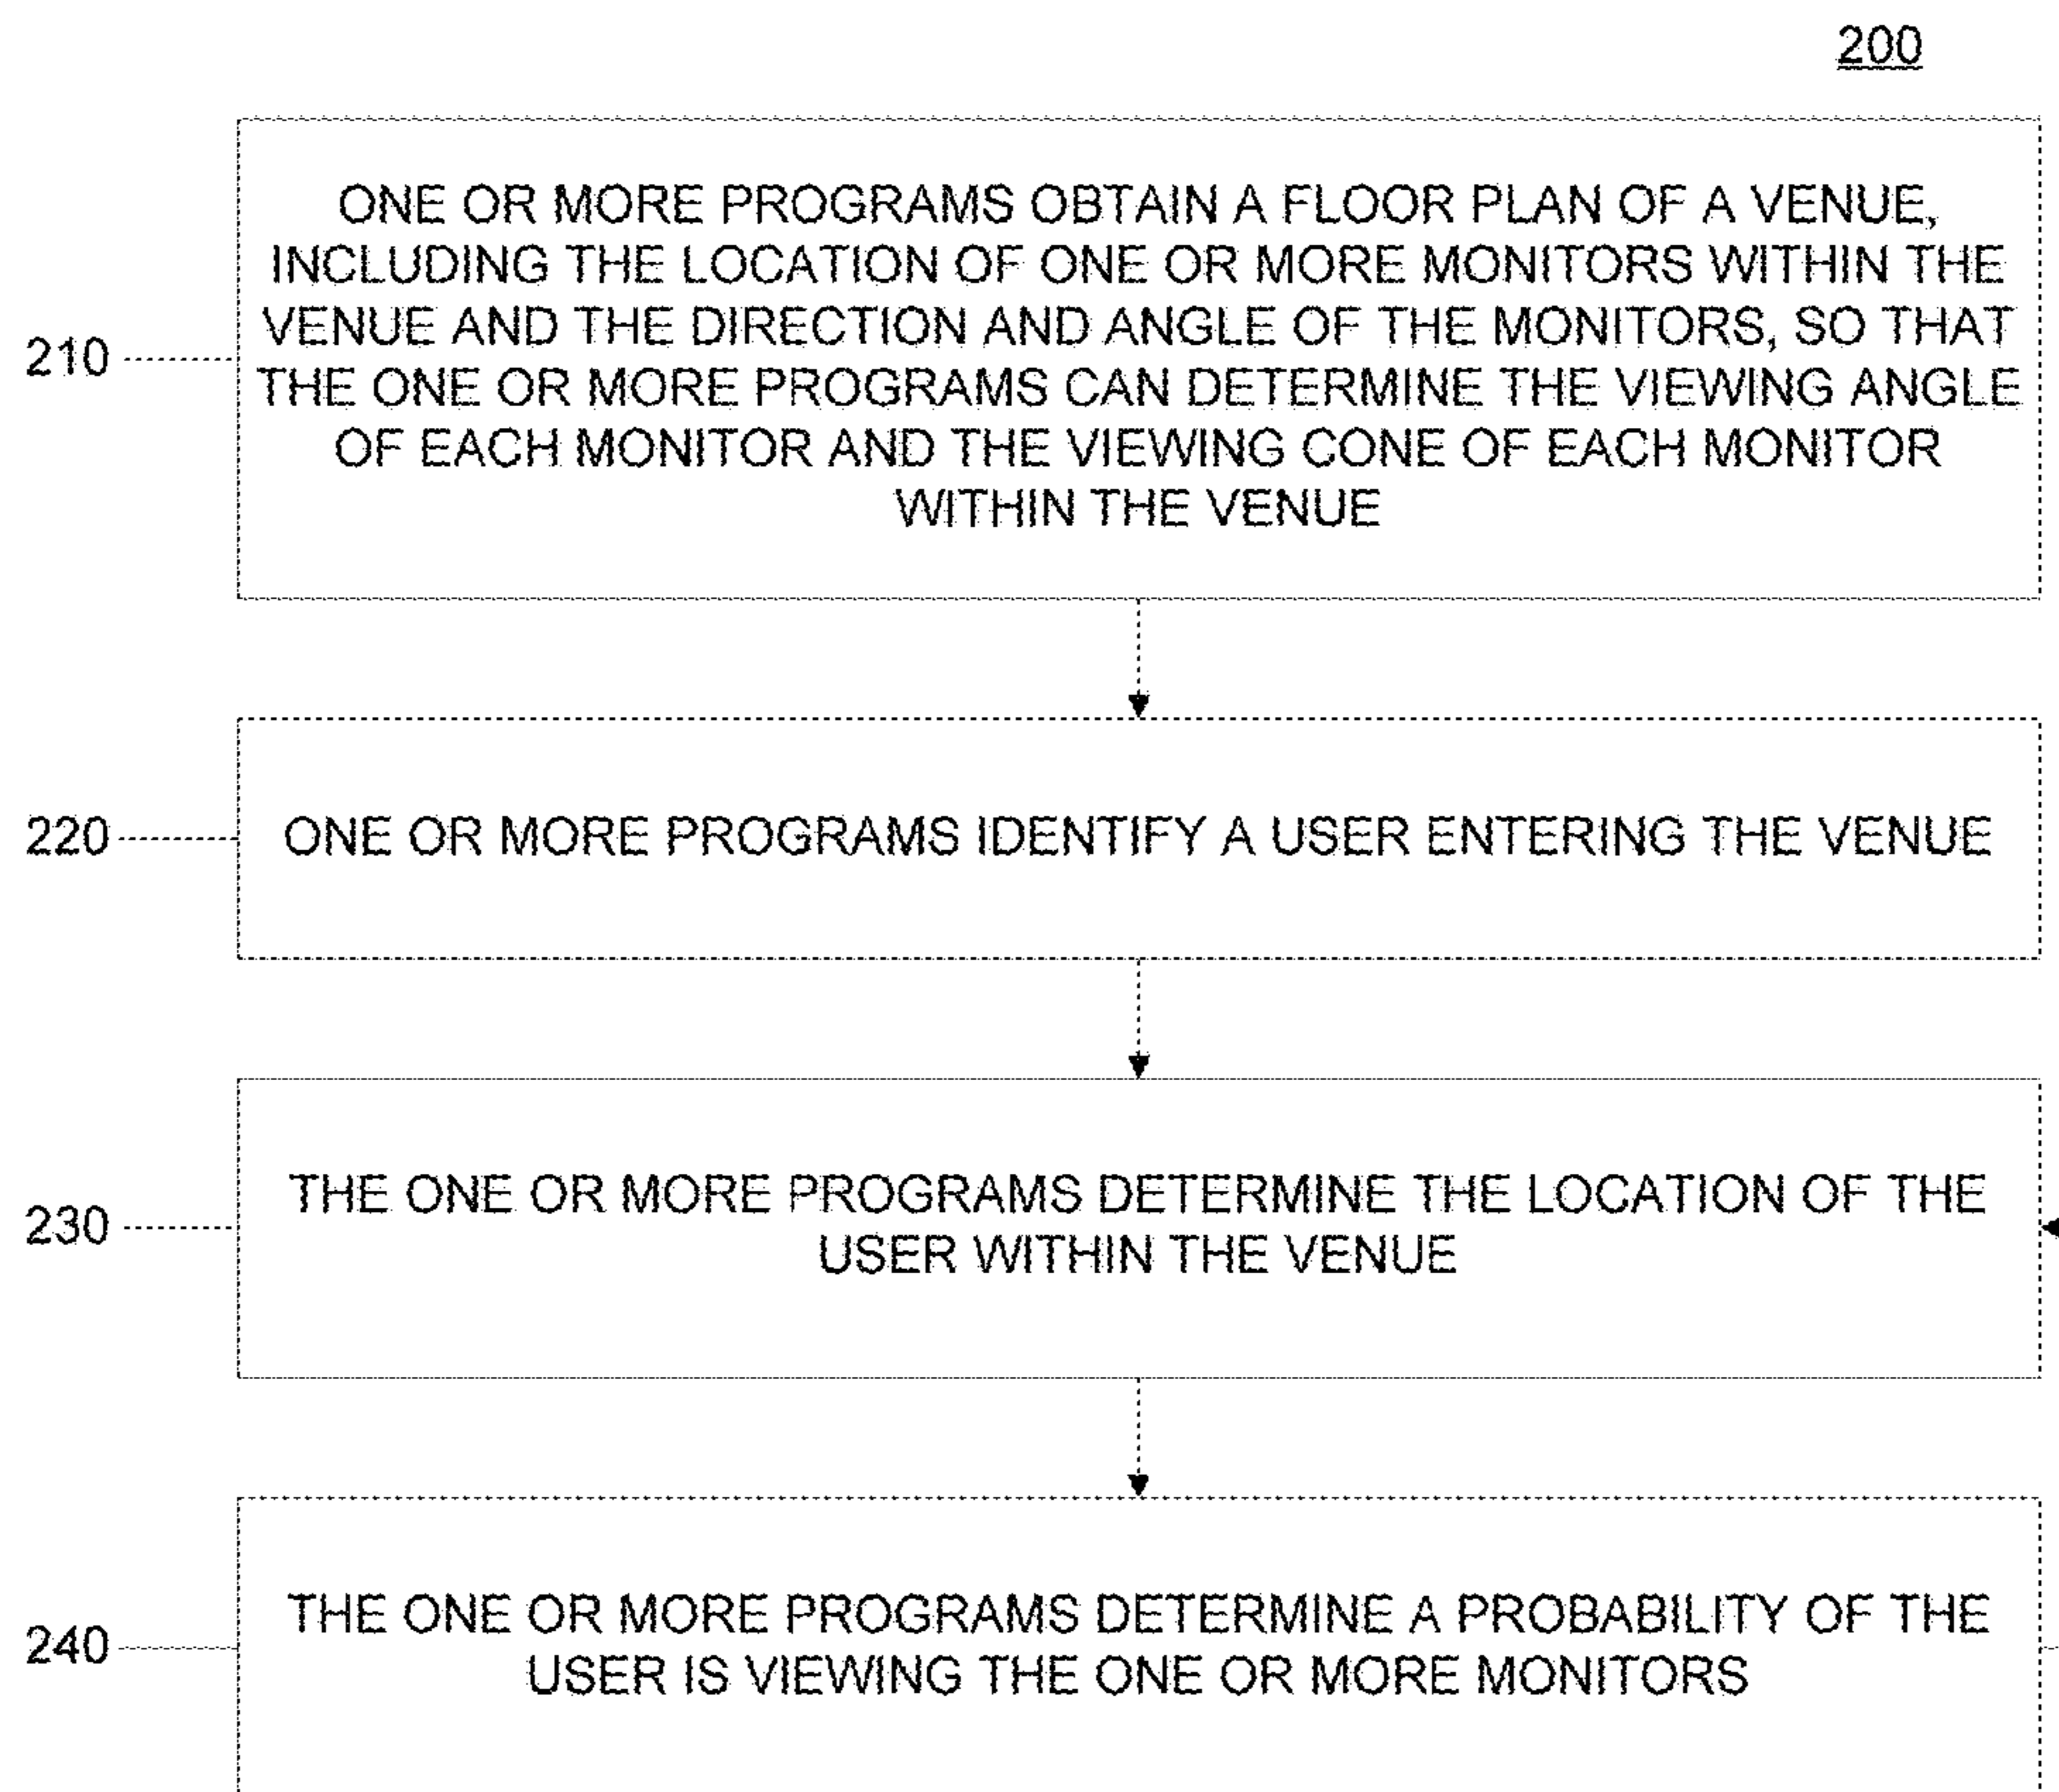 200
ONE OR MORE PROGRAMS OBTAIN A FLOOR PLAN OF A VENUE,
INCLUDING THE LOCATION OF ONE OR MORE MONITORS WITHIN THE
VENUE AND THE DIRECTION AND ANGLE OF THE MONITORS, SO THAT
THE ONE OR MORE PROGRAMS CAN DETERMINE THE VIEWING ANGLE
OF EACH MONITOR AND THE VIEWING CONE OF EACH MONITOR
WITHIN THE VENUE
210
220
ONE OR MORE PROGRAMS IDENTIFY A USER ENTERING THE VENUE
230
THE ONE OR MORE PROGRAMS DETERMINE THE LOCATION OF THE
USER WITHIN THE VENUE
240
THE ONE OR MORE PROGRAMS DETERMINE A PROBABILITY OF THE
USER IS VIEWING THE ONE OR MORE MONITORS